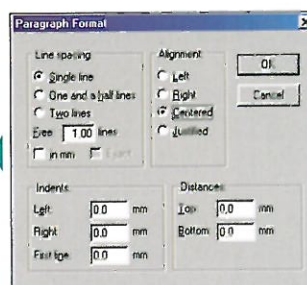 Paragraph Format
Line spacing
Single line
One and a half lines
Two lines
Free 1.00 lines
in mm Exact
Alignment
Left
Right
Centered
Justified
OK
Cancel
Indents
Left: 0.0 mm
Right 0.0 mm
First line: 0.0 mm
Distances
Top: 0,0 mm
Bottom: 0.0 mm